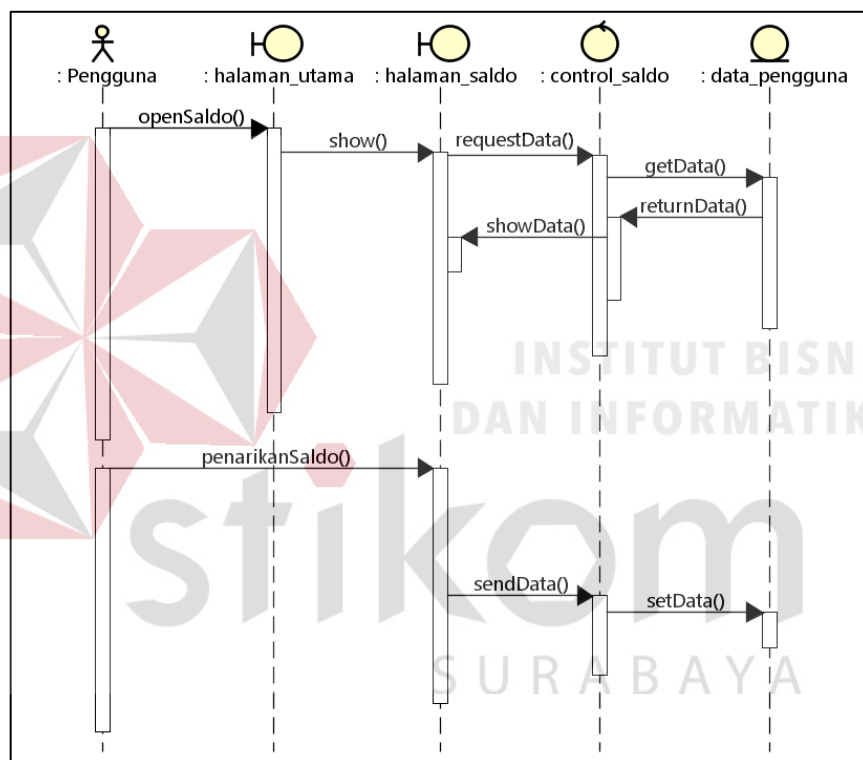 : Pengguna : halaman_utama : halaman_saldo : control_saldo : data_pengguna
openSaldo()
show()
requestData()
getData()
returnData()
showData()
INSTITUT BISN
DAN INFORMATIK
penarikanSaldo()
stikom
sendData()
setData()
SURABAYA